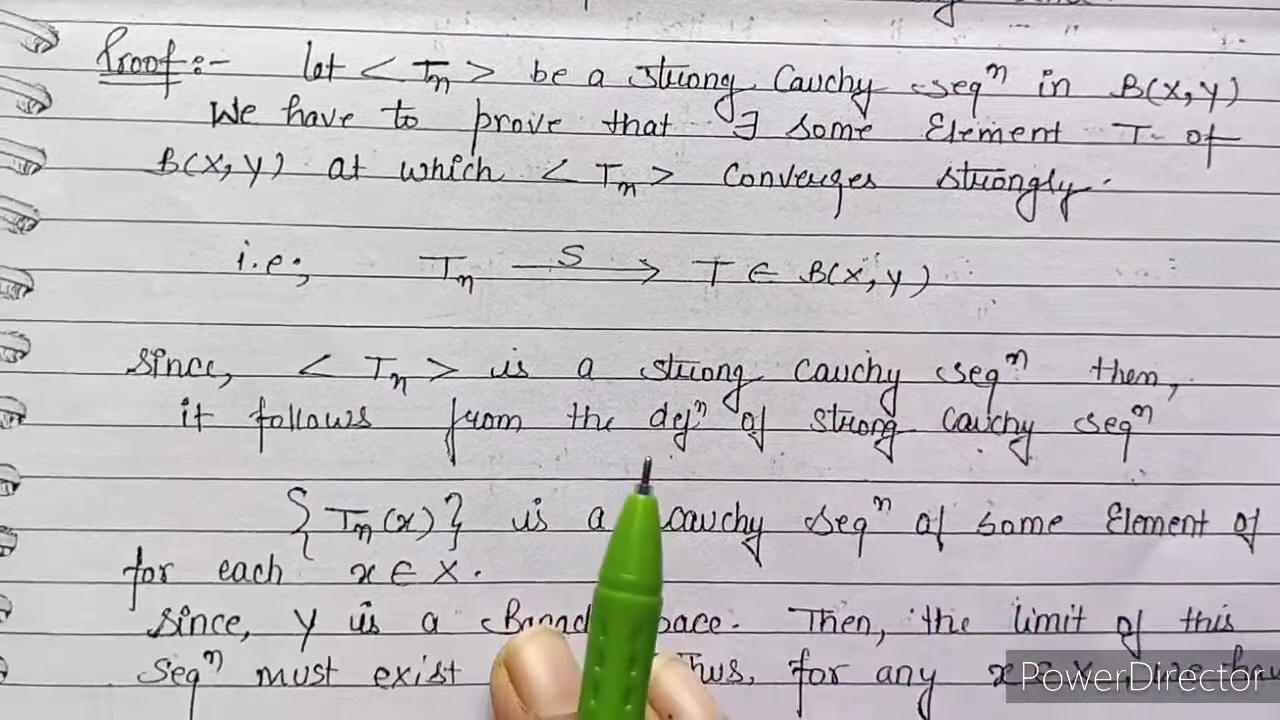 Proof:- let < Tn > be a strong Cauchy seqⁿ in B(X, Y)
We have to prove that ∃ some Element T of
B(X, Y) at which < Tn > Converges strongly.
i.e; Tn —S→ T ∈ B(X, Y)
since, < Tn > is a strong cauchy seqⁿ then,
it follows from the defⁿ of strong cauchy seqⁿ
{Tn(x)} is a cauchy seqⁿ of some Element of
for each x ∈ X.
since, Y is a Then, the limit of this
seqⁿ must exist Thus, for any x
PowerDirector